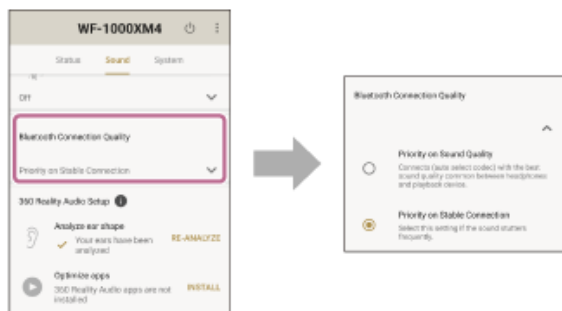 WF-1000XM4
Status Sound System
Off
Bluetooth Connection Quality
Priority on Stable Connection
360 Reality Audio Setup
Analyze ear shape
Your ears have been
analyzed
RE-ANALYZE
Optimize apps
360 Reality Audio apps are not
installed
INSTALL
Bluetooth Connection Quality
Priority on Sound Quality
Connects (auto select codec) with the best
sound quality common between headphones
and playback device.
Priority on Stable Connection
Select this setting if the sound stutters
frequently.